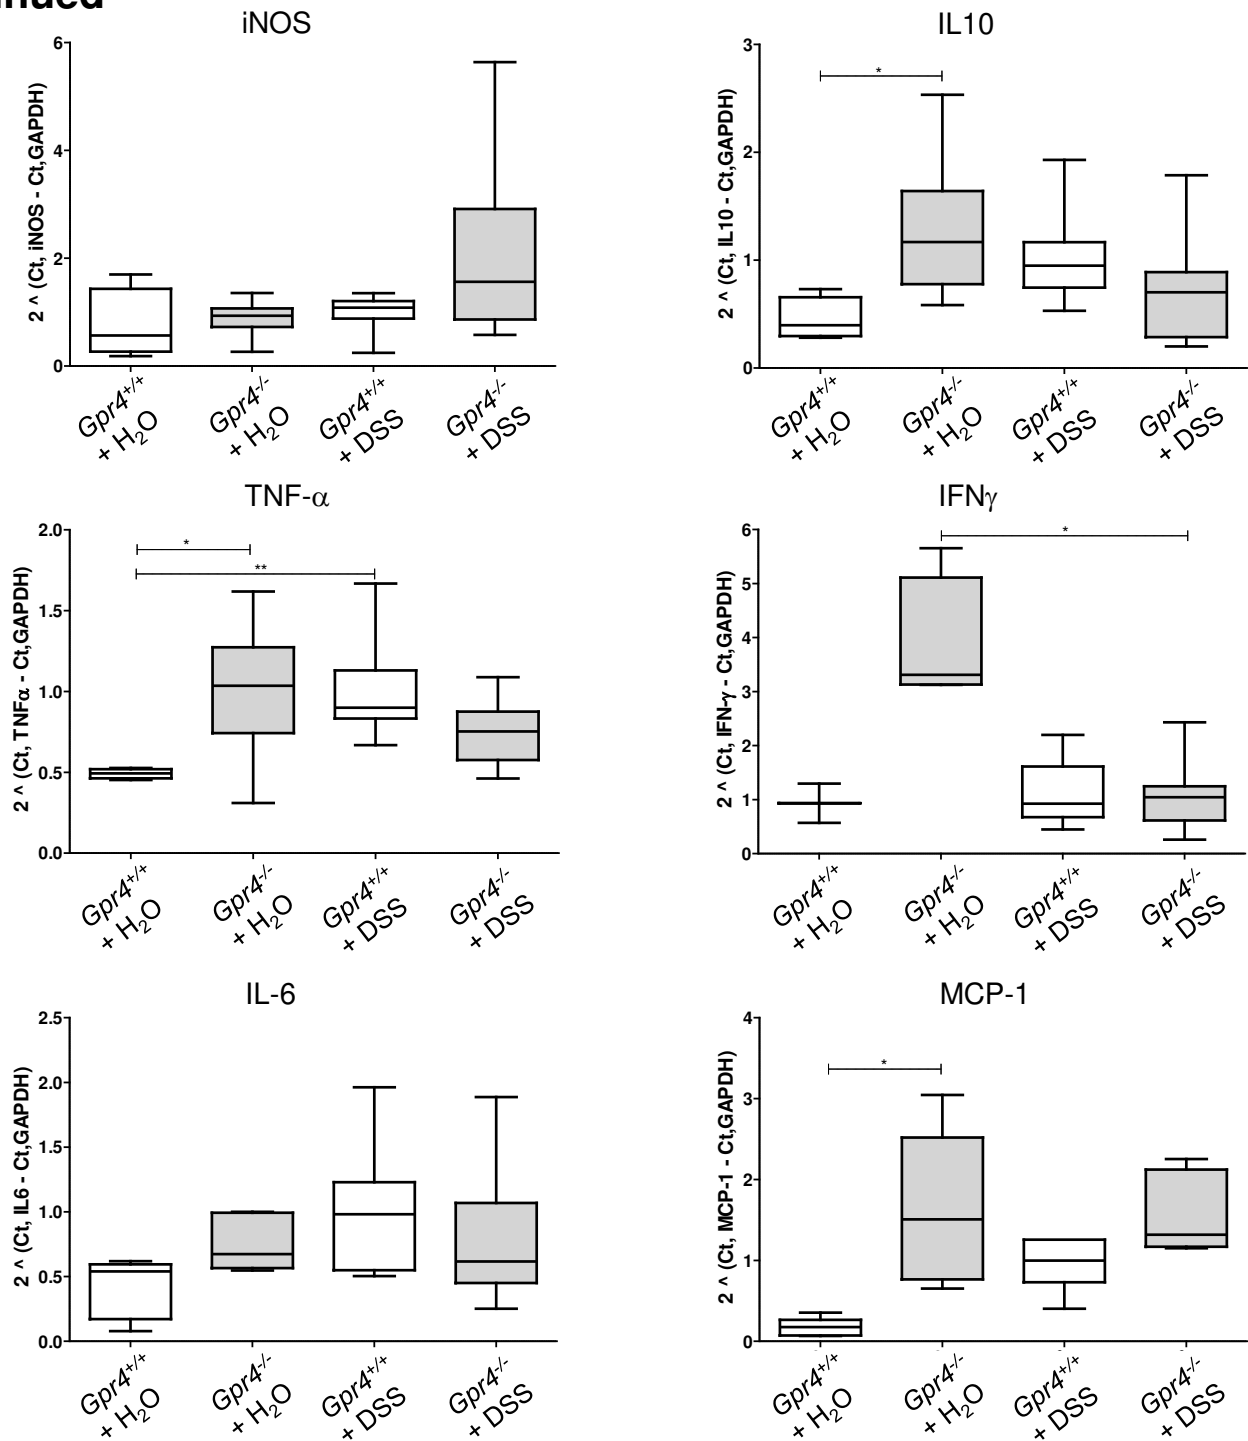 iNOS
6
4
2
0
2 ^ (Ct, iNOS - Ct,GAPDH)
Gpr4+/+
+ H2O
Gpr4-/-
+ H2O
Gpr4+/+
+ DSS
Gpr4-/-
+ DSS
IL10
3
2
1
0
2 ^ (Ct, IL10 - Ct,GAPDH)
*
Gpr4+/+
+ H2O
Gpr4-/-
+ H2O
Gpr4+/+
+ DSS
Gpr4-/-
+ DSS
TNF-α
2.0
1.5
1.0
0.5
0.0
2 ^ (Ct, TNFα - Ct,GAPDH)
*
**
Gpr4+/+
+ H2O
Gpr4-/-
+ H2O
Gpr4+/+
+ DSS
Gpr4-/-
+ DSS
IFNγ
6
5
4
3
2
1
0
2 ^ (Ct, IFN-γ - Ct,GAPDH)
*
Gpr4+/+
+ H2O
Gpr4-/-
+ H2O
Gpr4+/+
+ DSS
Gpr4-/-
+ DSS
IL-6
2.5
2.0
1.5
1.0
0.5
0.0
2 ^ (Ct, IL6 - Ct,GAPDH)
Gpr4+/+
+ H2O
Gpr4-/-
+ H2O
Gpr4+/+
+ DSS
Gpr4-/-
+ DSS
MCP-1
4
3
2
1
0
2 ^ (Ct, MCP-1 - Ct,GAPDH)
*
Gpr4+/+
+ H2O
Gpr4-/-
+ H2O
Gpr4+/+
+ DSS
Gpr4-/-
+ DSS